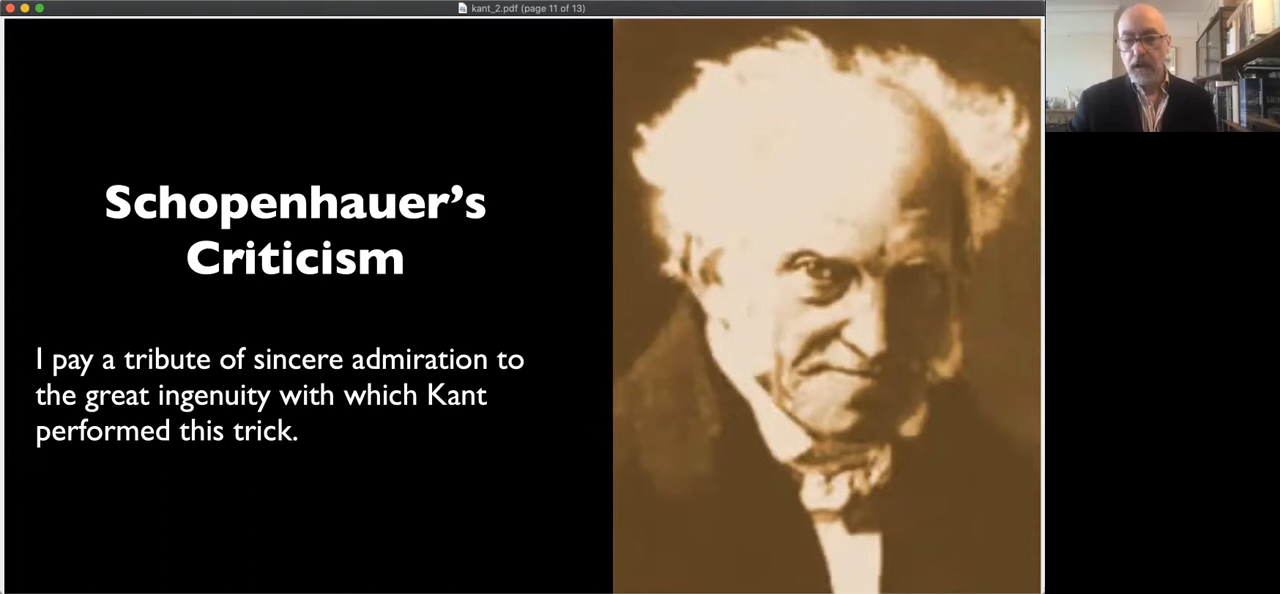 kant_2.pdf (page 11 of 13)
Schopenhauer’s
Criticism
I pay a tribute of sincere admiration to
the great ingenuity with which Kant
performed this trick.